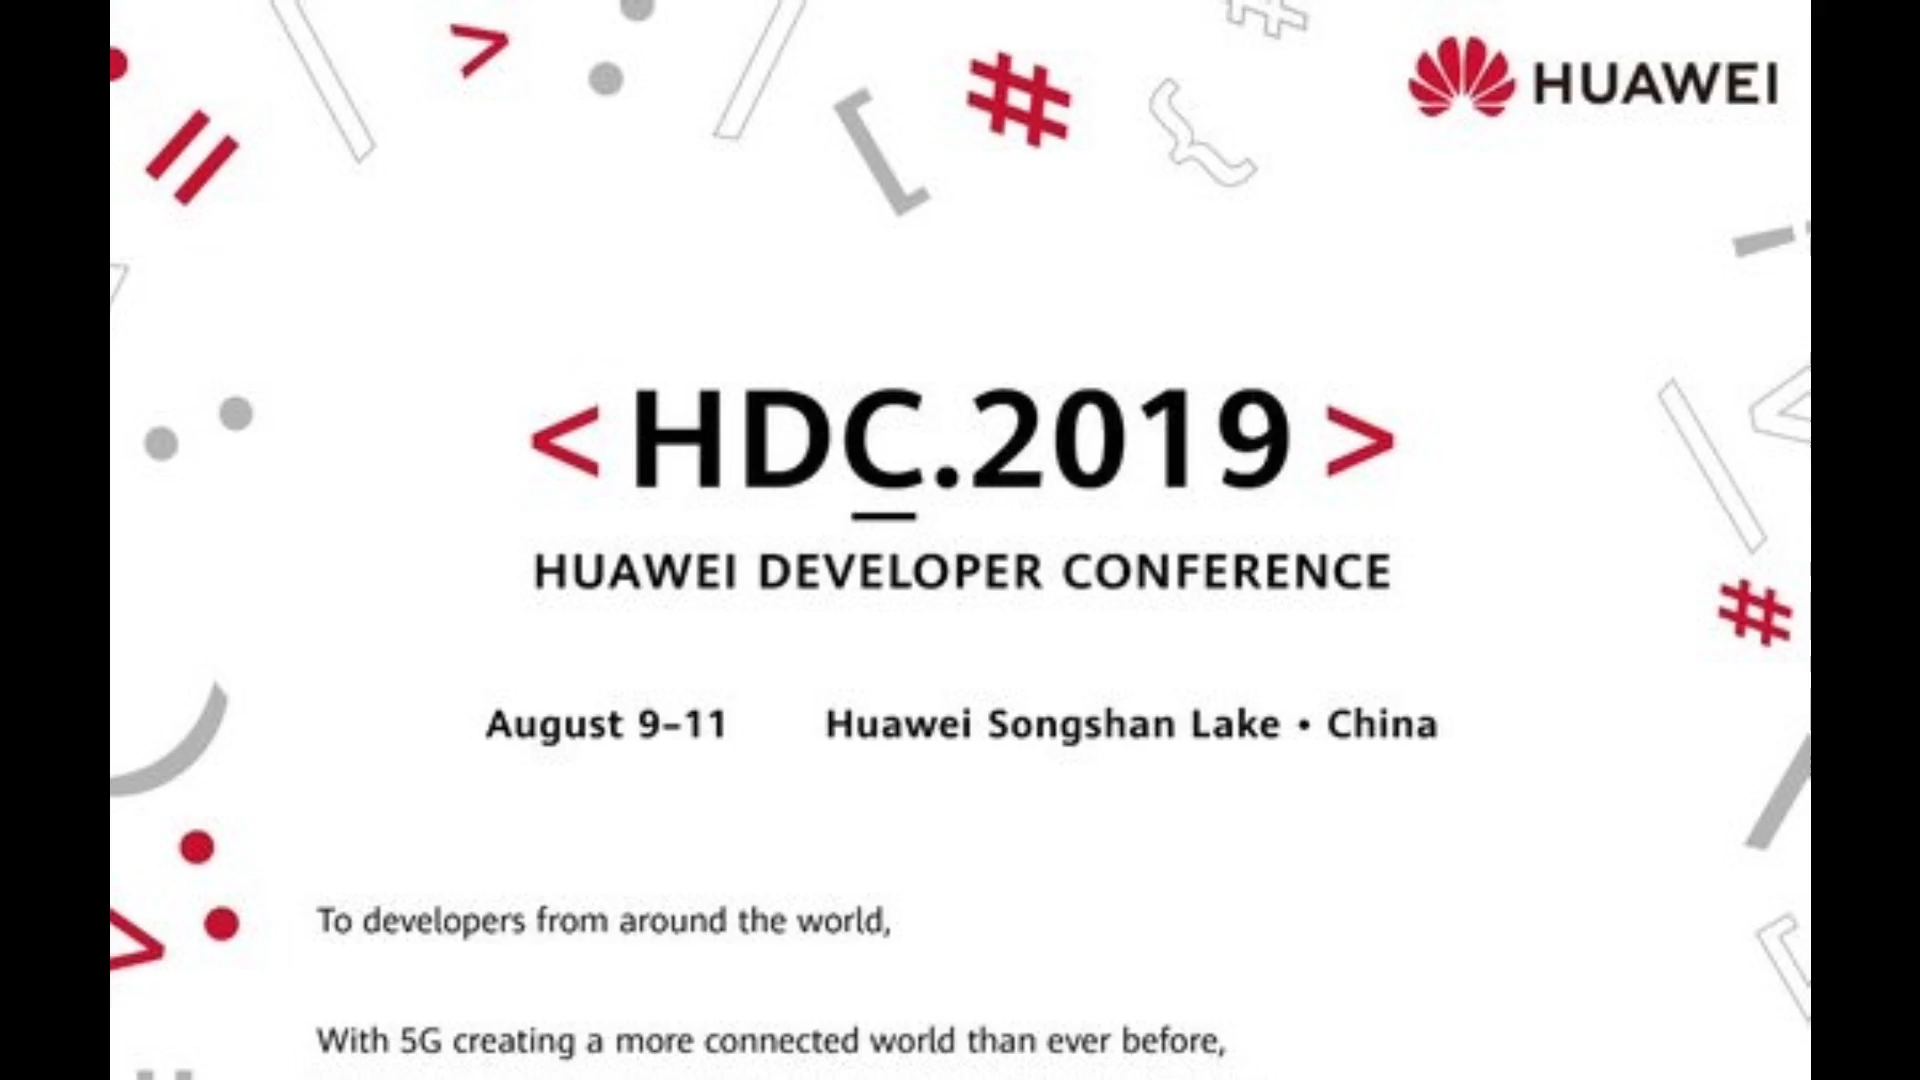 HUAWEI
<HDC.2019>
HUAWEI DEVELOPER CONFERENCE
August 9–11 Huawei Songshan Lake • China
To developers from around the world,
With 5G creating a more connected world than ever before,